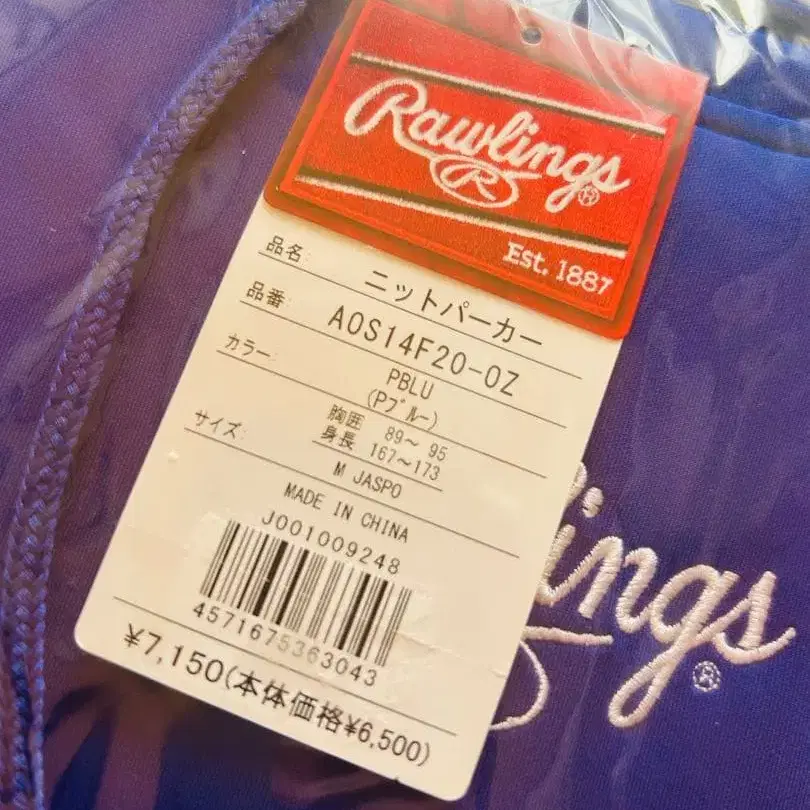 Rawlings
R
®
Est. 1887
品名:
ニットパーカー
品番:
AOS14F20-0Z
カラー:
PBLU
(Pブルー)
サイズ:
胸囲 89～ 95
身長 167～173
M JASPO
MADE IN CHINA
J001009248
4571675363043
¥7,150(本体価格¥6,500)
ings
®